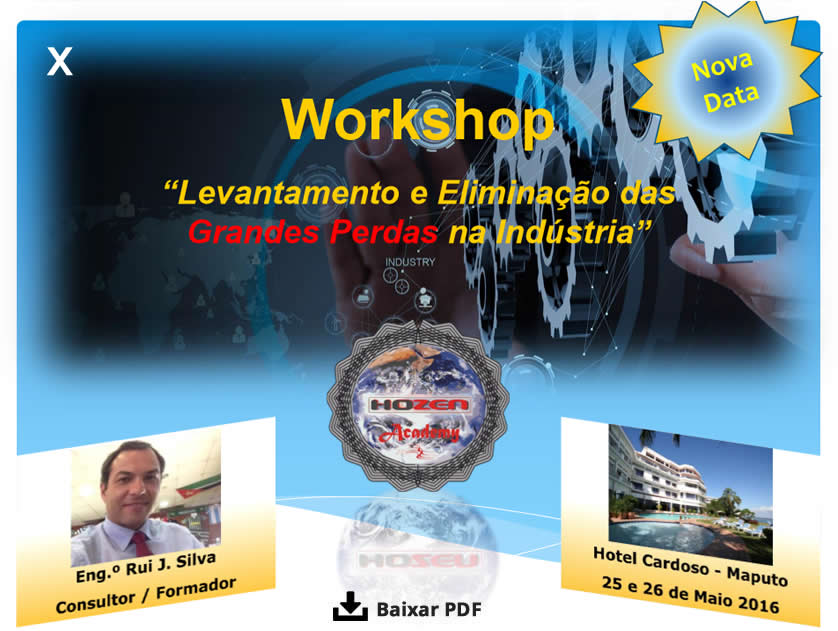 X
Nova
Data
Workshop
“Levantamento e Eliminação das
Grandes Perdas na Indústria”
INDUSTRY
HOZEN
Academy
Eng.º Rui J. Silva
Consultor / Formador
Hotel Cardoso - Maputo
25 e 26 de Maio 2016
Baixar PDF